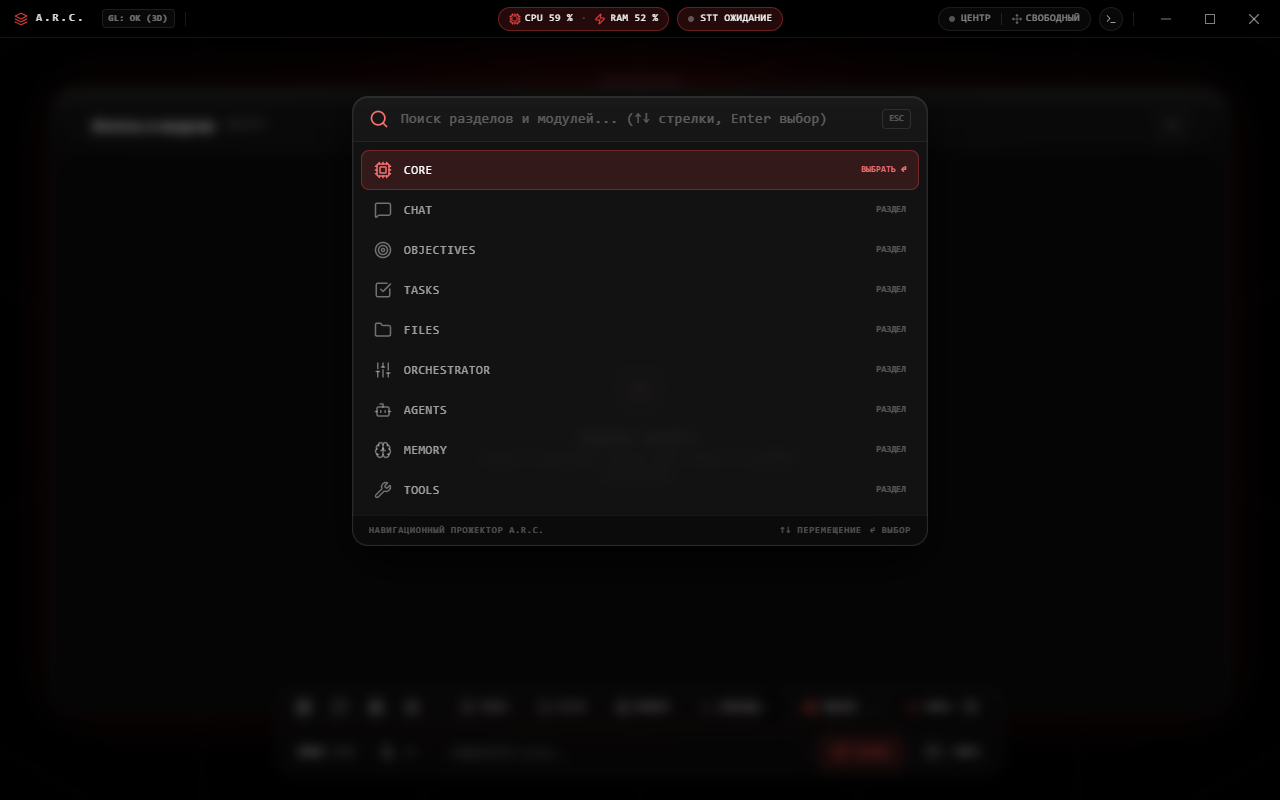 A.R.C. GL: OK (3D) CPU 59 % · RAM 52 % STT ОЖИДАНИЕ ЦЕНТР СВОБОДНЫЙ
Поиск разделов и модулей... (↑↓ стрелки, Enter выбор) ESC
CORE ВЫБРАТЬ ↵
CHAT РАЗДЕЛ
OBJECTIVES РАЗДЕЛ
TASKS РАЗДЕЛ
FILES РАЗДЕЛ
ORCHESTRATOR РАЗДЕЛ
AGENTS РАЗДЕЛ
MEMORY РАЗДЕЛ
TOOLS РАЗДЕЛ
НАВИГАЦИОННЫЙ ПРОЖЕКТОР A.R.C. ↑↓ ПЕРЕМЕЩЕНИЕ ↵ ВЫБОР